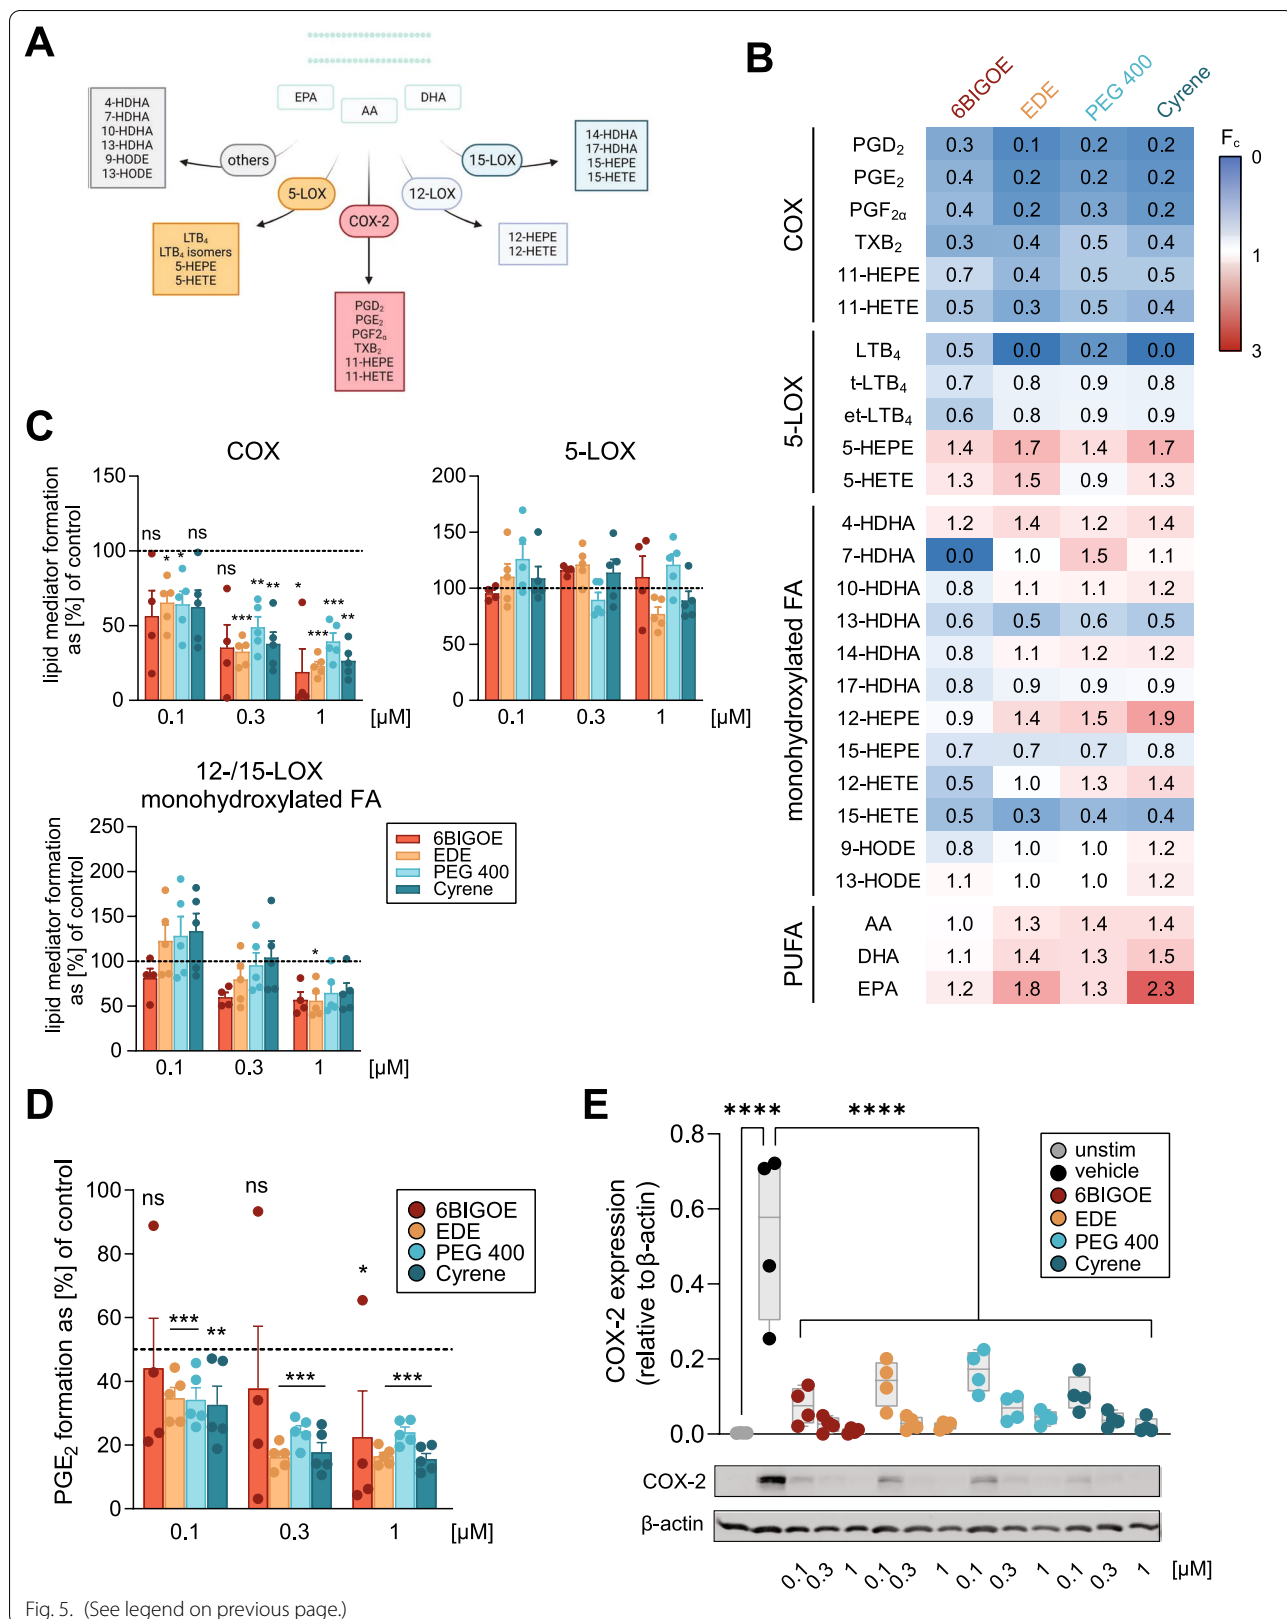 A
EPA
AA
DHA
4-HDHA
7-HDHA
10-HDHA
13-HDHA
9-HODE
13-HODE
others
5-LOX
COX-2
12-LOX
15-LOX
14-HDHA
17-HDHA
15-HEPE
15-HETE
LTB₄
LTB₄ isomers
5-HEPE
5-HETE
12-HEPE
12-HETE
PGD₂
PGE₂
PGF2α
TXB₂
11-HEPE
11-HETE
B
6BIGOE EDE PEG 400 Cyrene
COX
PGD₂ 0.3 0.1 0.2 0.2
PGE₂ 0.4 0.2 0.2 0.2
PGF₂α 0.4 0.2 0.3 0.2
TXB₂ 0.3 0.4 0.5 0.4
11-HEPE 0.7 0.4 0.5 0.5
11-HETE 0.5 0.3 0.5 0.4
5-LOX
LTB₄ 0.5 0.0 0.2 0.0
t-LTB₄ 0.7 0.8 0.9 0.8
et-LTB₄ 0.6 0.8 0.9 0.9
5-HEPE 1.4 1.7 1.4 1.7
5-HETE 1.3 1.5 0.9 1.3
monohydroxylated FA
4-HDHA 1.2 1.4 1.2 1.4
7-HDHA 0.0 1.0 1.5 1.1
10-HDHA 0.8 1.1 1.1 1.2
13-HDHA 0.6 0.5 0.6 0.5
14-HDHA 0.8 1.1 1.2 1.2
17-HDHA 0.8 0.9 0.9 0.9
12-HEPE 0.9 1.4 1.5 1.9
15-HEPE 0.7 0.7 0.7 0.8
12-HETE 0.5 1.0 1.3 1.4
15-HETE 0.5 0.3 0.4 0.4
9-HODE 0.8 1.0 1.0 1.2
13-HODE 1.1 1.0 1.0 1.2
PUFA
AA 1.0 1.3 1.4 1.4
DHA 1.1 1.4 1.3 1.5
EPA 1.2 1.8 1.3 2.3
F꜀
0
1
3
C
COX
lipid mediator formation
as [%] of control
150
100
50
0
ns * * ns
ns *** ** **
* *** *** **
0.1 0.3 1 [µM]
5-LOX
200
150
100
50
0
0.1 0.3 1 [µM]
12-/15-LOX
monohydroxylated FA
lipid mediator formation
as [%] of control
250
200
150
100
50
0
*
0.1 0.3 1 [µM]
6BIGOE
EDE
PEG 400
Cyrene
D
PGE₂ formation as [%] of control
100
80
60
40
20
0
ns *** **
ns ***
* ***
0.1 0.3 1 [µM]
6BIGOE
EDE
PEG 400
Cyrene
E
COX-2 expression
(relative to β-actin)
0.8
0.6
0.4
0.2
0.0
**** ****
unstim
vehicle
6BIGOE
EDE
PEG 400
Cyrene
COX-2
β-actin
0.1 0.3 1 0.1 0.3 1 0.1 0.3 1 0.1 0.3 1 [µM]
Fig. 5. (See legend on previous page.)